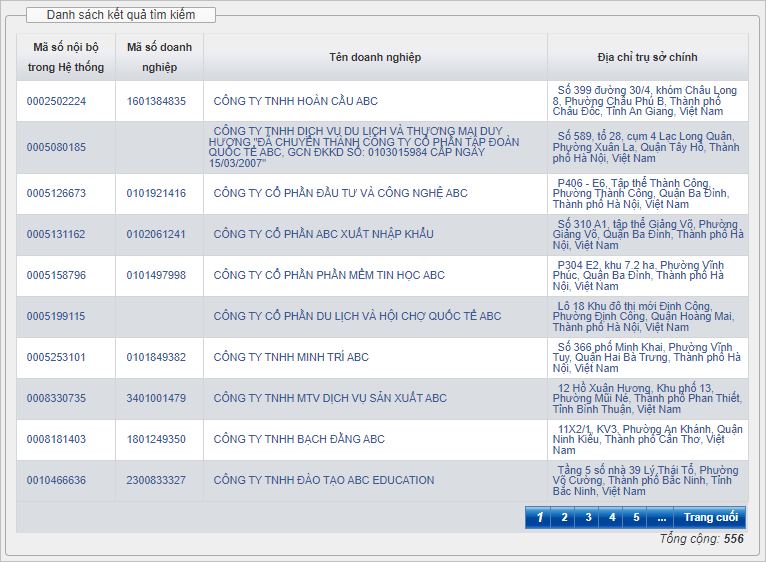 Danh sách kết quả tìm kiếm
Mã số nội bộ
trong Hệ thống
Mã số doanh
nghiệp
Tên doanh nghiệp
Địa chỉ trụ sở chính
0002502224
1601384835
CÔNG TY TNHH HOÀN CẦU ABC
Số 399 đường 30/4, khóm Châu Long
8, Phường Châu Phú B, Thành phố
Châu Đốc, Tỉnh An Giang, Việt Nam
0005080185
CÔNG TY TNHH DỊCH VỤ DU LỊCH VÀ THƯƠNG MẠI DUY
HƯƠNG "ĐÃ CHUYỂN THÀNH CÔNG TY CỔ PHẦN TẬP ĐOÀN
QUỐC TẾ ABC, GCN ĐKKD SỐ: 0103015984 CẤP NGÀY
15/03/2007"
Số 589, tổ 28, cụm 4 Lạc Long Quân,
Phường Xuân La, Quận Tây Hồ, Thành
phố Hà Nội, Việt Nam
0005126673
0101921416
CÔNG TY CỔ PHẦN ĐẦU TƯ VÀ CÔNG NGHỆ ABC
P406 - E6, Tập thể Thành Công,
Phường Thành Công, Quận Ba Đình,
Thành phố Hà Nội, Việt Nam
0005131162
0102061241
CÔNG TY CỔ PHẦN ABC XUẤT NHẬP KHẨU
Số 310 A1, tập thể Giảng Võ, Phường
Giảng Võ, Quận Ba Đình, Thành phố Hà
Nội, Việt Nam
0005158796
0101497998
CÔNG TY CỔ PHẦN PHẦN MỀM TIN HỌC ABC
P304 E2, khu 7.2 ha, Phường Vĩnh
Phúc, Quận Ba Đình, Thành phố Hà
Nội, Việt Nam
0005199115
CÔNG TY CỔ PHẦN DU LỊCH VÀ HỘI CHỢ QUỐC TẾ ABC
Lô 18 Khu đô thị mới Định Công,
Phường Định Công, Quận Hoàng Mai,
Thành phố Hà Nội, Việt Nam
0005253101
0101849382
CÔNG TY TNHH MINH TRÍ ABC
Số 366 phố Minh Khai, Phường Vĩnh
Tuy, Quận Hai Bà Trưng, Thành phố Hà
Nội, Việt Nam
0008330735
3401001479
CÔNG TY TNHH MTV DỊCH VỤ SẢN XUẤT ABC
12 Hồ Xuân Hương, Khu phố 13,
Phường Mũi Né, Thành phố Phan Thiết,
Tỉnh Bình Thuận, Việt Nam
0008181403
1801249350
CÔNG TY TNHH BẠCH ĐẰNG ABC
11X2/1, KV3, Phường An Khánh, Quận
Ninh Kiều, Thành phố Cần Thơ, Việt
Nam
0010466636
2300833327
CÔNG TY TNHH ĐÀO TẠO ABC EDUCATION
Tầng 5 số nhà 39 Lý Thái Tổ, Phường
Võ Cường, Thành phố Bắc Ninh, Tỉnh
Bắc Ninh, Việt Nam
1 2 3 4 5 ... Trang cuối
Tổng cộng: 556